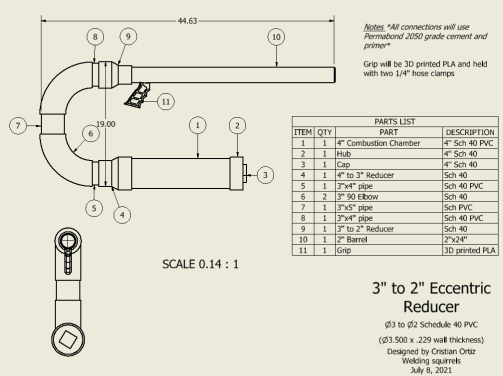 44.63
Notes *All connections will use
Permabond 2050 grade cement and
primer*
Grip will be 3D printed PLA and held
with two 1/4" hose clamps
8
9
10
11
7
19.00
6
1
2
3
5
4
PARTS LIST
ITEM QTY PART DESCRIPTION
1 1 4" Combustion Chamber 4" Sch 40 PVC
2 1 Hub 4" Sch 40
3 1 Cap 4" Sch 40 PVC
4 1 4" to 3" Reducer Sch 40
5 1 3"x4" pipe Sch 40 PVC
6 2 3" 90 Elbow Sch 40
7 1 3"x5" pipe Sch PVC
8 1 3"x4" pipe Sch 40 PVC
9 1 3" to 2" Reducer Sch 40
10 1 2" Barrel 2"x24"
11 1 Grip 3D printed PLA
SCALE 0.14 : 1
3" to 2" Eccentric
Reducer
Ø3 to Ø2 Schedule 40 PVC
(Ø3.500 x .229 wall thickness)
Designed by Cristian Ortiz
Welding squirrels
July 8, 2021